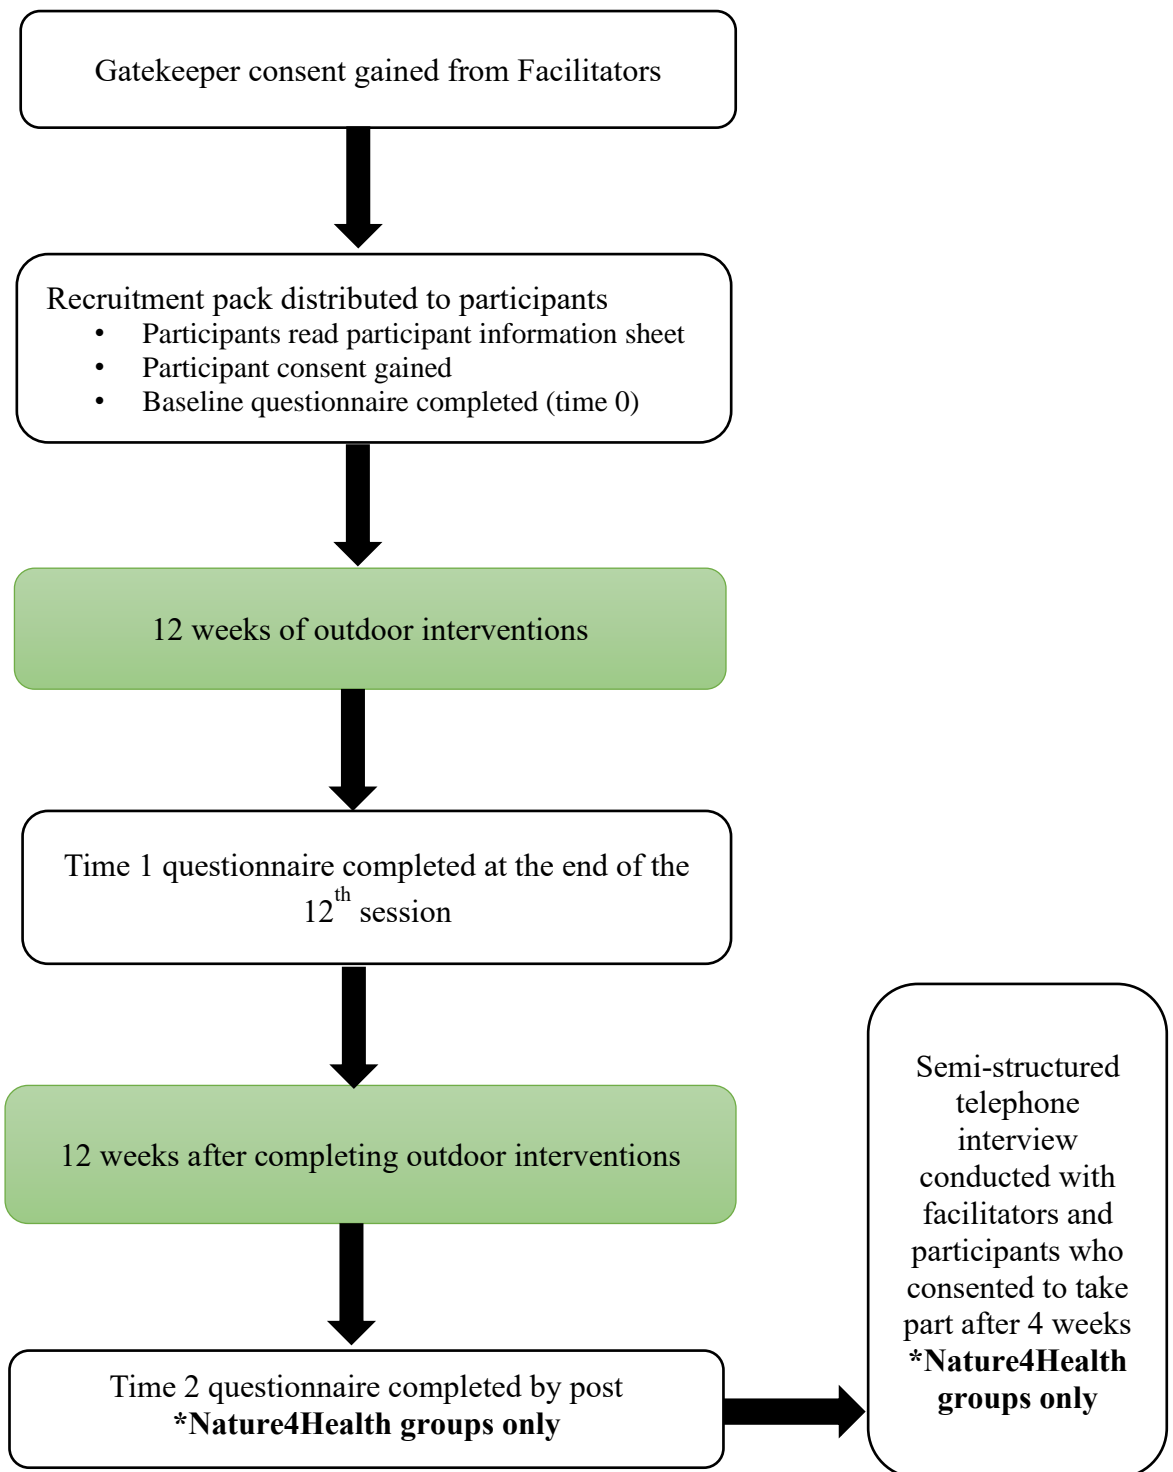 Gatekeeper consent gained from Facilitators
Recruitment pack distributed to participants
• Participants read participant information sheet
• Participant consent gained
• Baseline questionnaire completed (time 0)
12 weeks of outdoor interventions
Time 1 questionnaire completed at the end of the
12th session
12 weeks after completing outdoor interventions
Time 2 questionnaire completed by post
*Nature4Health groups only
Semi-structured
telephone
interview
conducted with
facilitators and
participants who
consented to take
part after 4 weeks
*Nature4Health
groups only